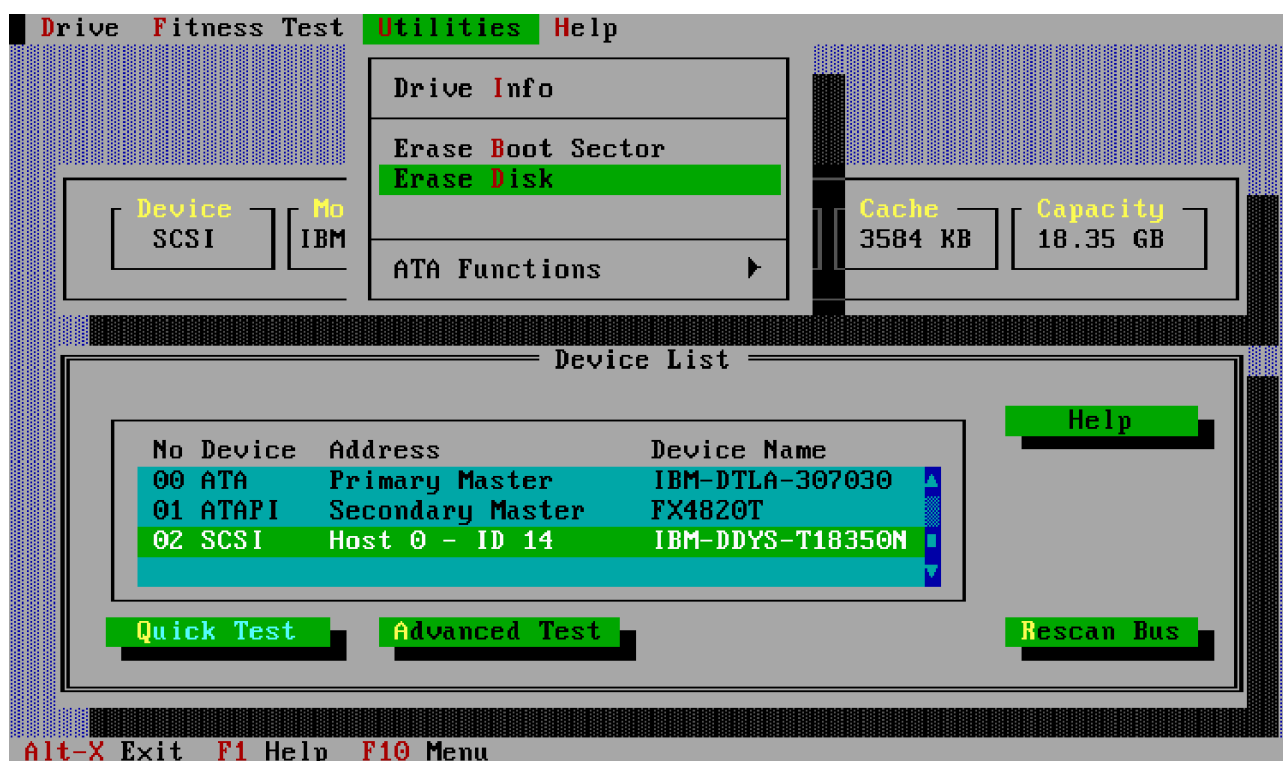 Drive Fitness Test Utilities Help
Drive Info
Erase Boot Sector
Erase Disk
ATA Functions
Device Mo Cache Capacity
SCSI IBM 3584 KB 18.35 GB
Device List
Help
No Device Address Device Name
00 ATA Primary Master IBM-DTLA-307030
01 ATAPI Secondary Master FX4820T
02 SCSI Host 0 - ID 14 IBM-DDYS-T18350N
Quick Test Advanced Test Rescan Bus
Alt-X Exit F1 Help F10 Menu